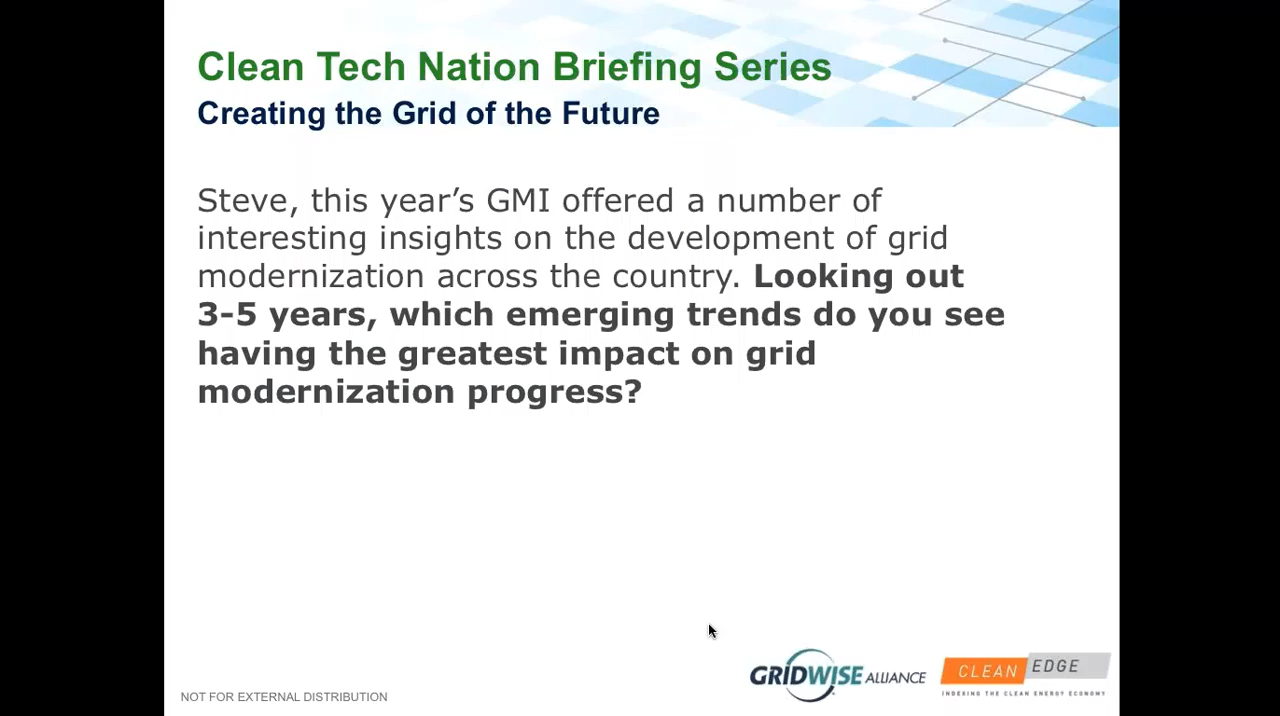 Clean Tech Nation Briefing Series
Creating the Grid of the Future
Steve, this year’s GMI offered a number of
interesting insights on the development of grid
modernization across the country. Looking out
3-5 years, which emerging trends do you see
having the greatest impact on grid
modernization progress?
GRIDWISE ALLIANCE
CLEAN EDGE
INDEXING THE CLEAN ENERGY ECONOMY
NOT FOR EXTERNAL DISTRIBUTION